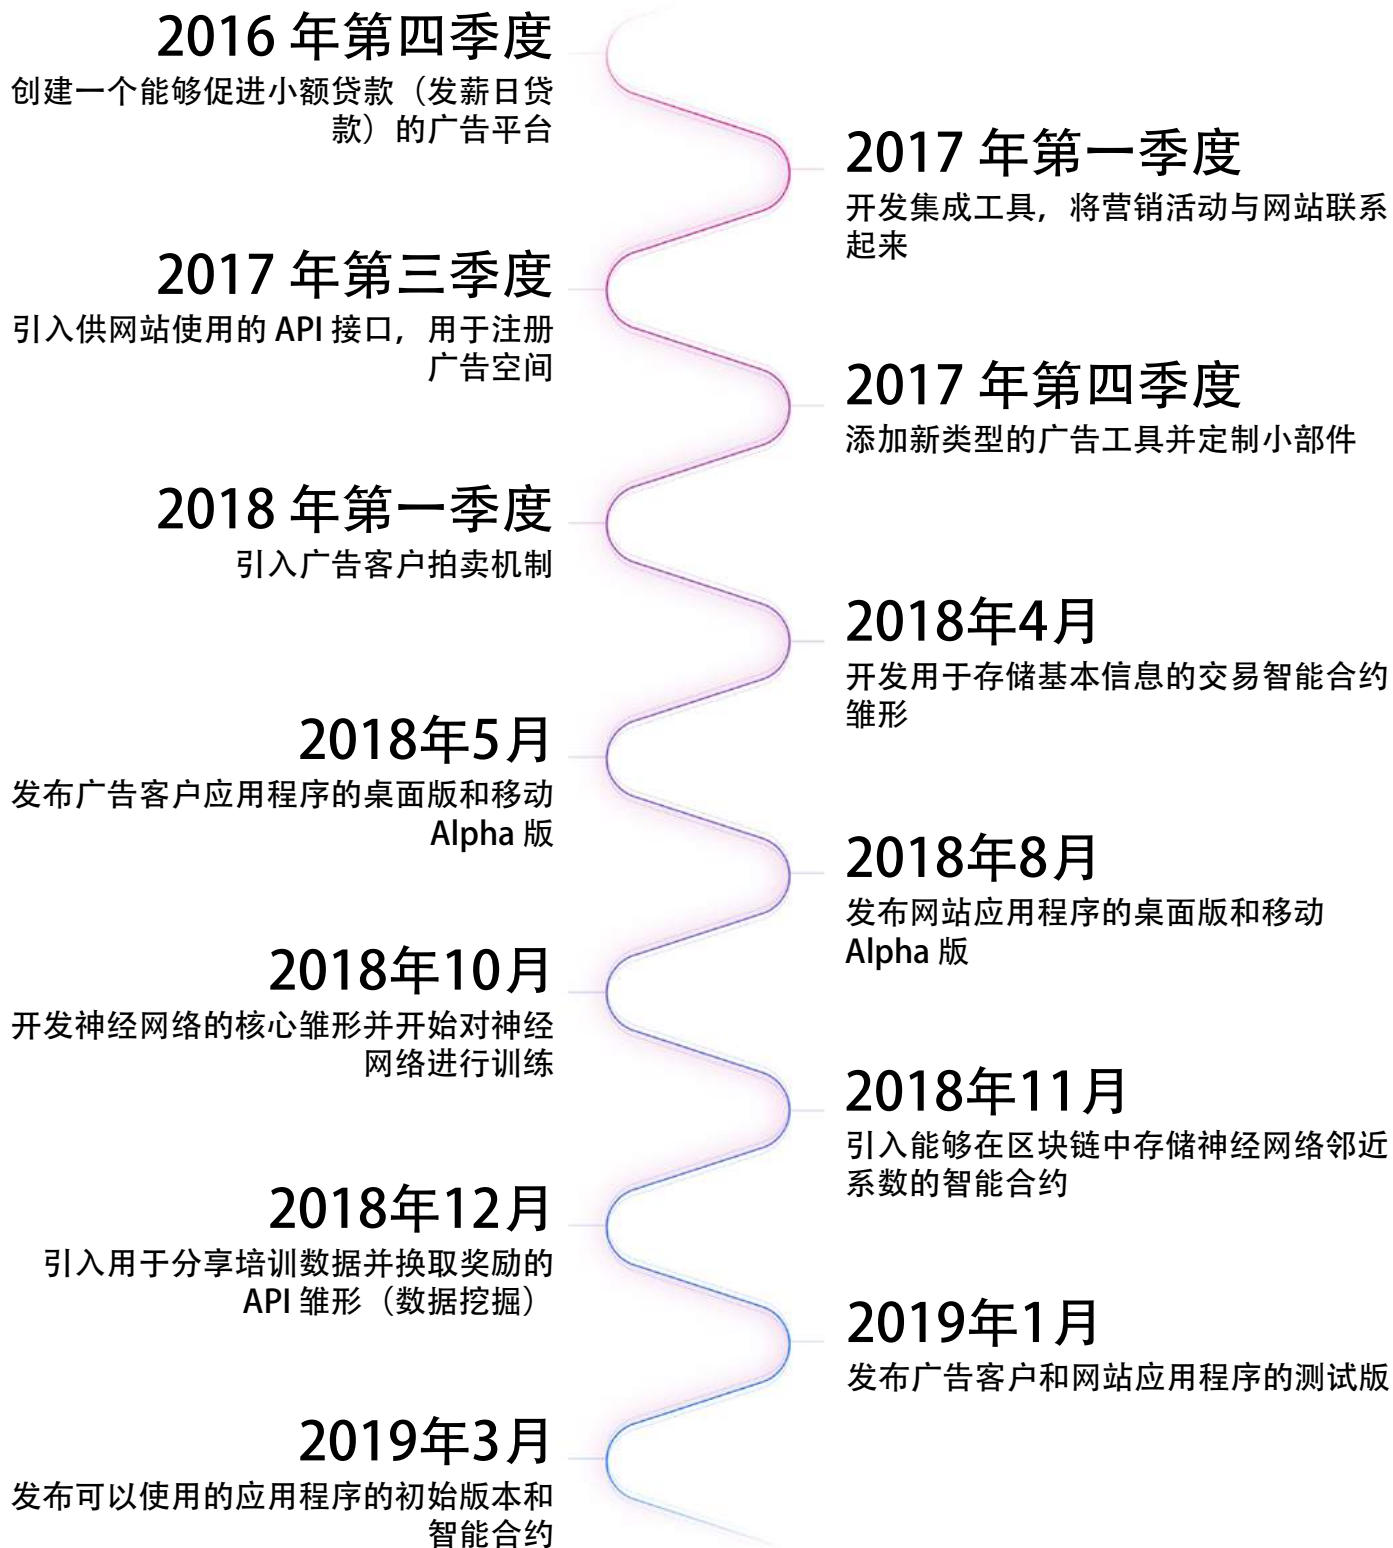 2016 年第四季度
创建一个能够促进小额贷款（发薪日贷
款）的广告平台
2017 年第一季度
开发集成工具，将营销活动与网站联系
起来
2017 年第三季度
引入供网站使用的 API 接口，用于注册
广告空间
2017 年第四季度
添加新类型的广告工具并定制小部件
2018 年第一季度
引入广告客户拍卖机制
2018年4月
开发用于存储基本信息的交易智能合约
雏形
2018年5月
发布广告客户应用程序的桌面版和移动
Alpha 版
2018年8月
发布网站应用程序的桌面版和移动
Alpha 版
2018年10月
开发神经网络的核心雏形并开始对神经
网络进行训练
2018年11月
引入能够在区块链中存储神经网络邻近
系数的智能合约
2018年12月
引入用于分享培训数据并换取奖励的
API 雏形（数据挖掘）
2019年1月
发布广告客户和网站应用程序的测试版
2019年3月
发布可以使用的应用程序的初始版本和
智能合约